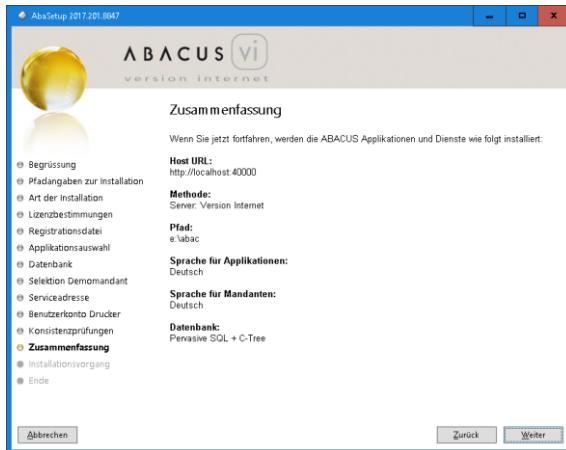 AbaSetup 2017.201.8847
ABACUS vi
version internet
Zusammenfassung
Wenn Sie jetzt fortfahren, werden die ABACUS Applikationen und Dienste wie folgt installiert:
Host URL:
http://localhost:40000
Methode:
Server: Version Internet
Pfad:
e:\abac
Sprache für Applikationen:
Deutsch
Sprache für Mandanten:
Deutsch
Datenbank:
Pervasive SQL + C-Tree
Begrüssung
Pfadangaben zur Installation
Art der Installation
Lizenzbestimmungen
Registrationsdatei
Applikationsauswahl
Datenbank
Selektion Demomandant
Serviceadresse
Benutzerkonto Drucker
Konsistenzprüfungen
Zusammenfassung
Installationsvorgang
Ende
Abbrechen
Zurück
Weiter